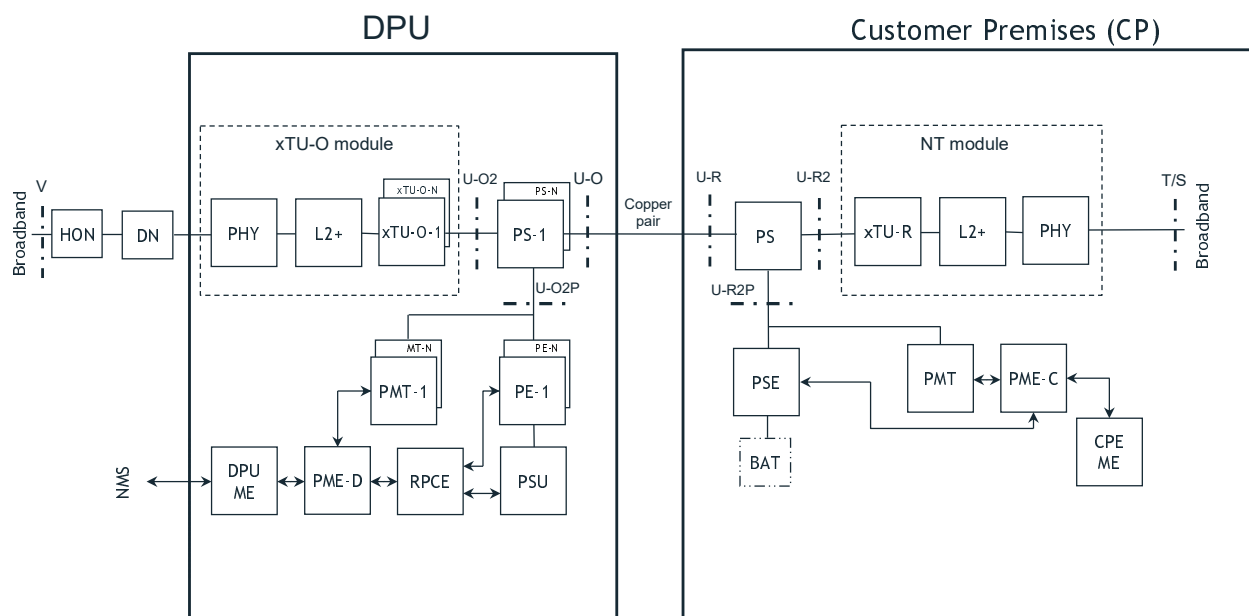 DPU
Customer Premises (CP)
xTU-O module
NT module
V
Broadband
HON
DN
PHY
L2+
xTU-O-N
xTU-O-1
U-O2
PS-N
PS-1
U-O
Copper
pair
U-R
PS
U-R2
xTU-R
L2+
PHY
T/S
Broadband
U-O2P
U-R2P
MT-N
PMT-1
PE-N
PE-1
PSE
PMT
PME-C
NMS
DPU
ME
PME-D
RPCE
PSU
BAT
CPE
ME